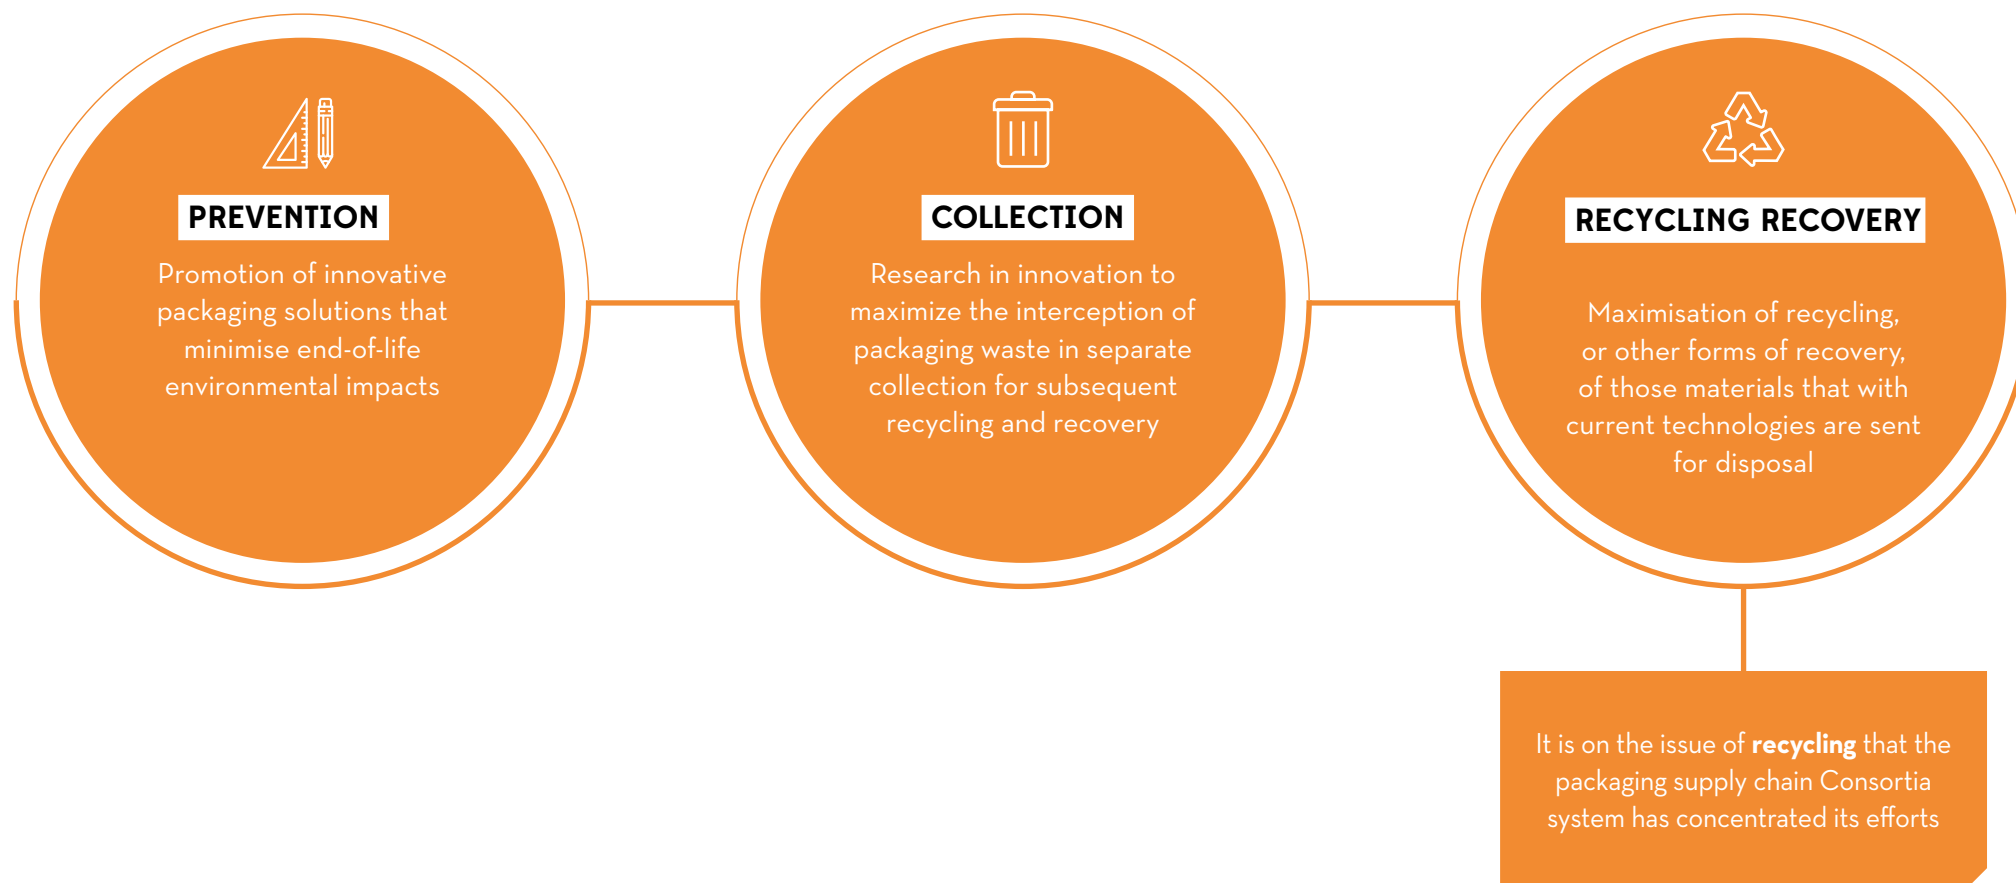 PREVENTION
Promotion of innovative
packaging solutions that
minimise end-of-life
environmental impacts
COLLECTION
Research in innovation to
maximize the interception of
packaging waste in separate
collection for subsequent
recycling and recovery
RECYCLING RECOVERY
Maximisation of recycling,
or other forms of recovery,
of those materials that with
current technologies are sent
for disposal
It is on the issue of recycling that the
packaging supply chain Consortia
system has concentrated its efforts